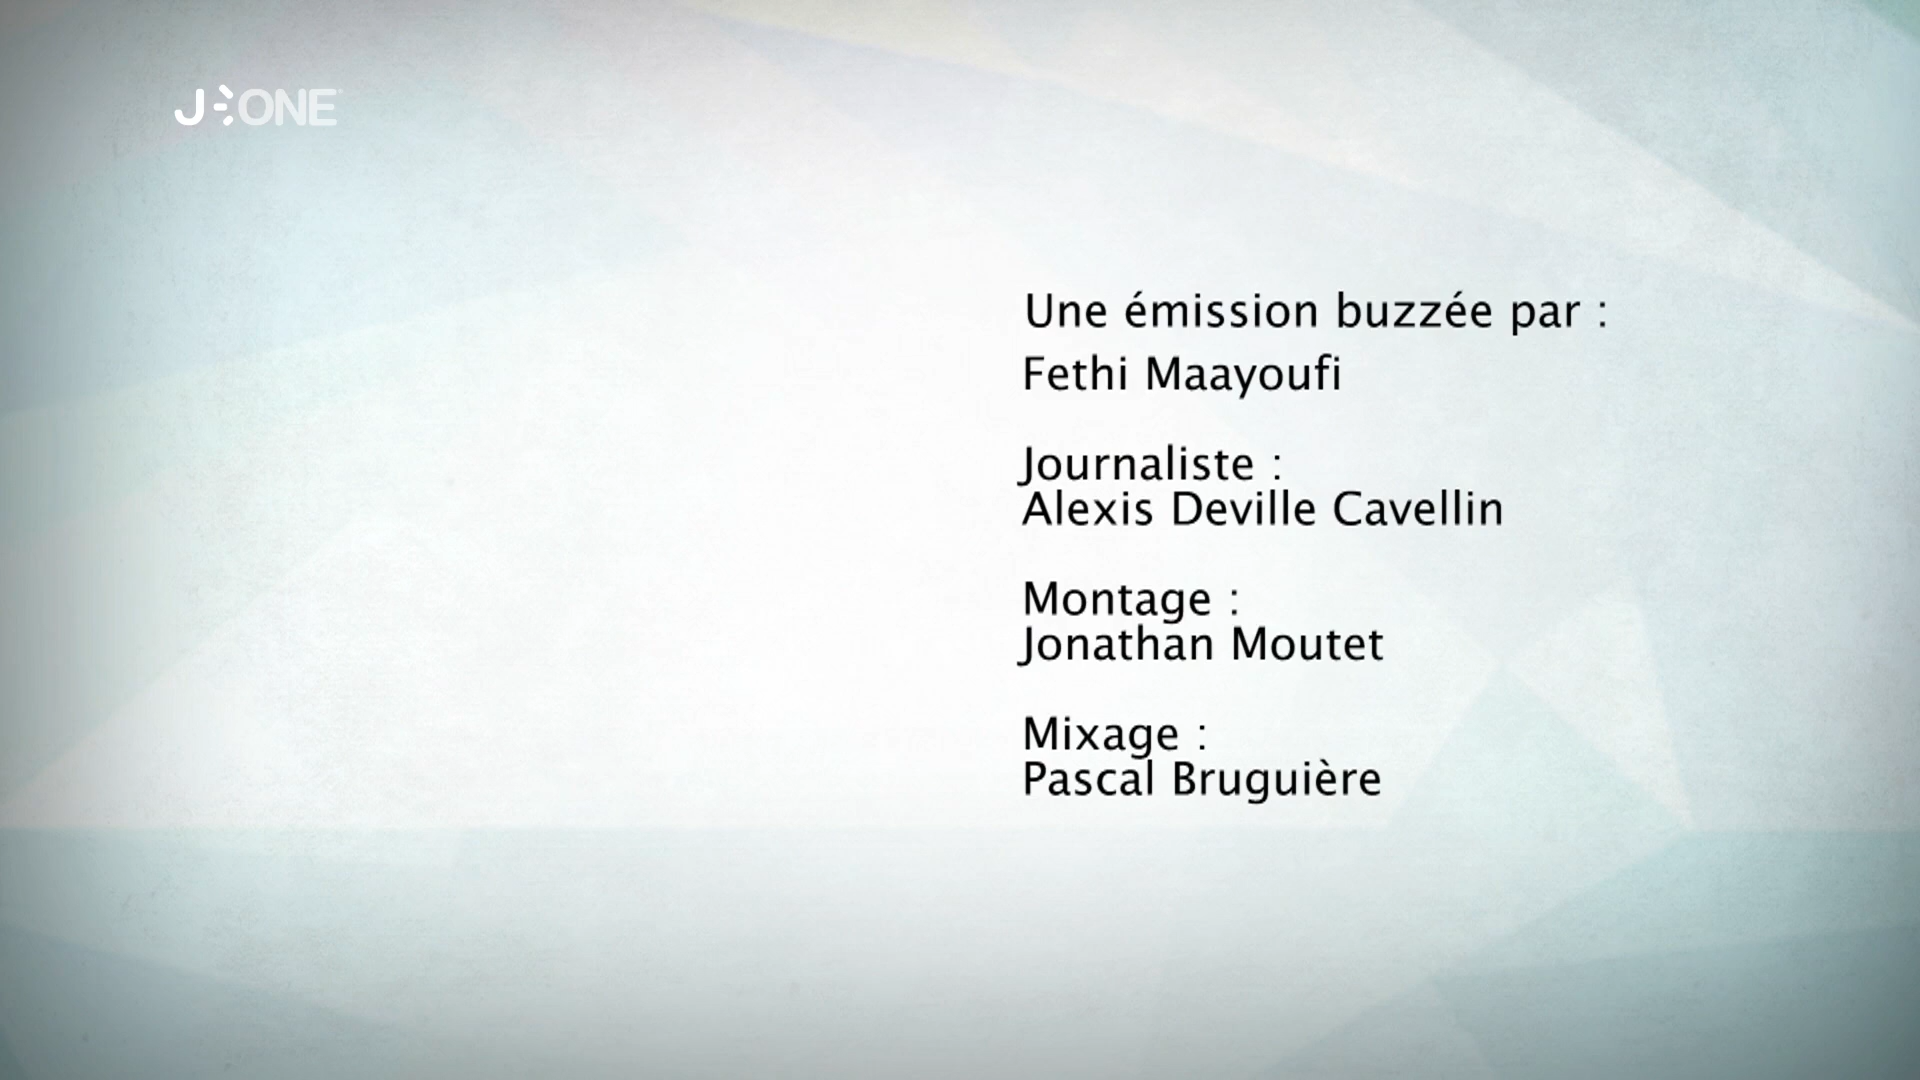 J-ONE
Une émission buzzée par :
Fethi Maayoufi
Journaliste :
Alexis Deville Cavellin
Montage :
Jonathan Moutet
Mixage :
Pascal Bruguière